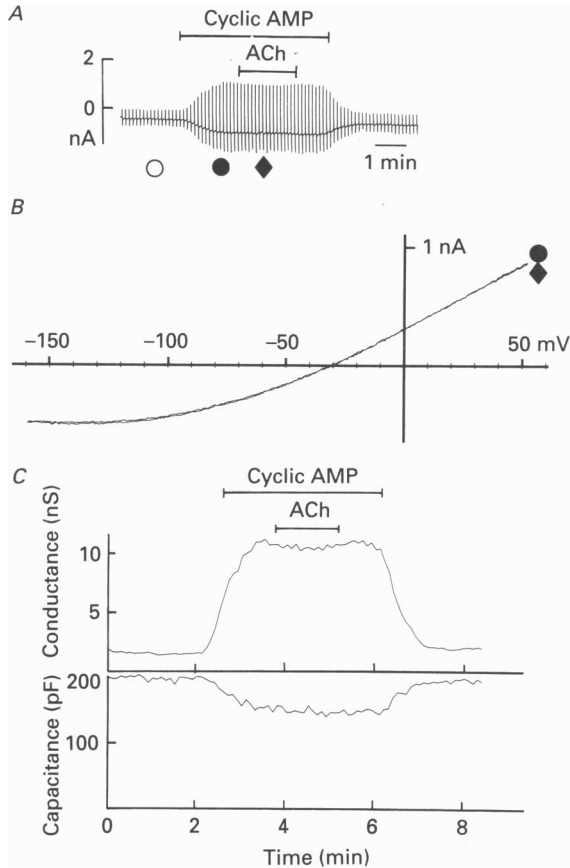 A
Cyclic AMP
ACh
2
0
nA
1 min
B
1 nA
−150
−100
−50
50 mV
C
Cyclic AMP
ACh
Conductance (nS)
10
5
Capacitance (pF)
200
100
0
2
4
6
8
Time (min)